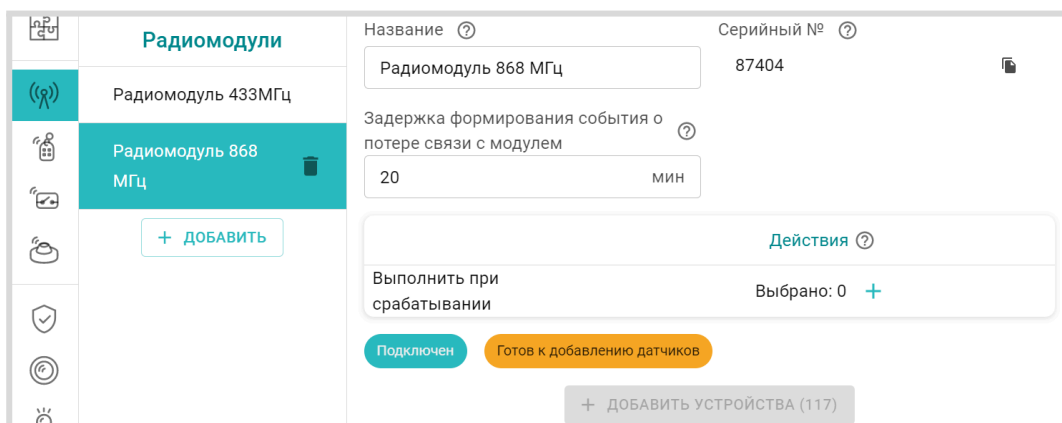 Радиомодули
Радиомодуль 433МГц
Радиомодуль 868
МГц
+ ДОБАВИТЬ
Название ?
Радиомодуль 868 МГц
Серийный № ?
87404
Задержка формирования события о
потере связи с модулем ?
20 мин
Действия ?
Выполнить при
срабатывании
Выбрано: 0 +
Подключен
Готов к добавлению датчиков
+ ДОБАВИТЬ УСТРОЙСТВА (117)